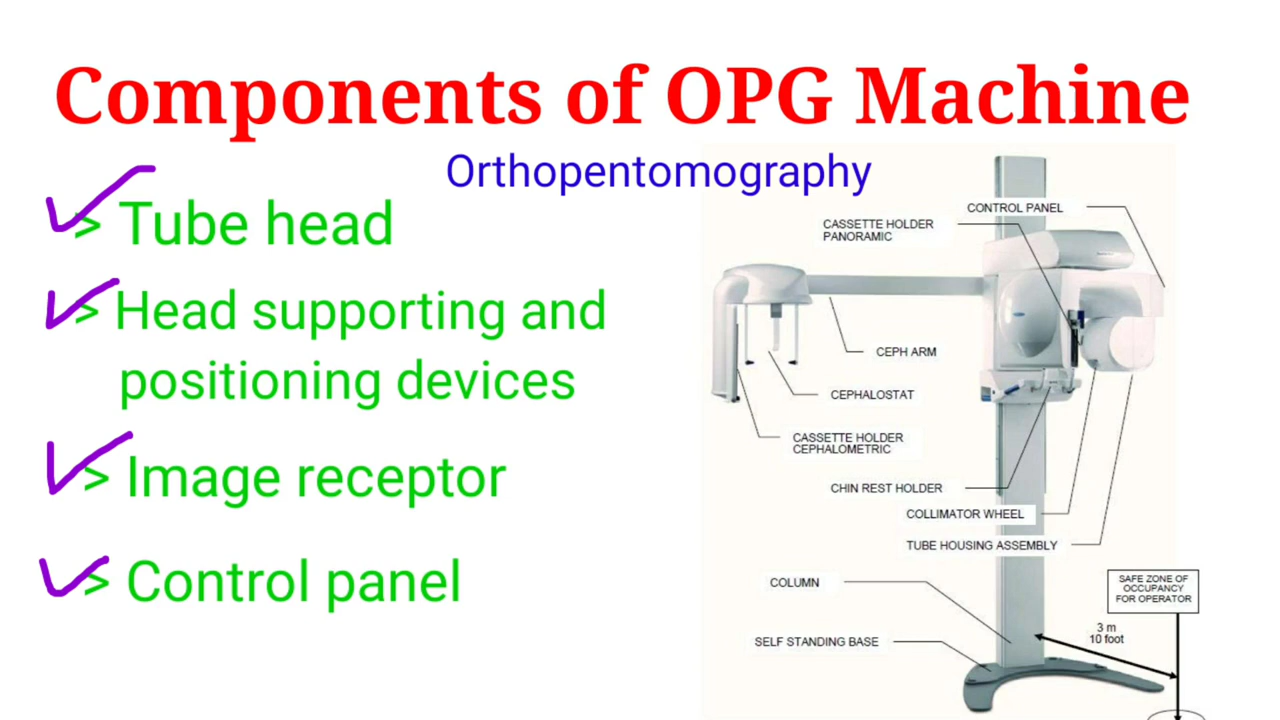 Components of OPG Machine
Orthopentomography
> Tube head
> Head supporting and
positioning devices
> Image receptor
> Control panel
CONTROL PANEL
CASSETTE HOLDER
PANORAMIC
CEPH ARM
CEPHALOSTAT
CASSETTE HOLDER
CEPHALOMETRIC
CHIN REST HOLDER
COLLIMATOR WHEEL
TUBE HOUSING ASSEMBLY
COLUMN
SAFE ZONE OF
OCCUPANCY
FOR OPERATOR
3 m
10 foot
SELF STANDING BASE